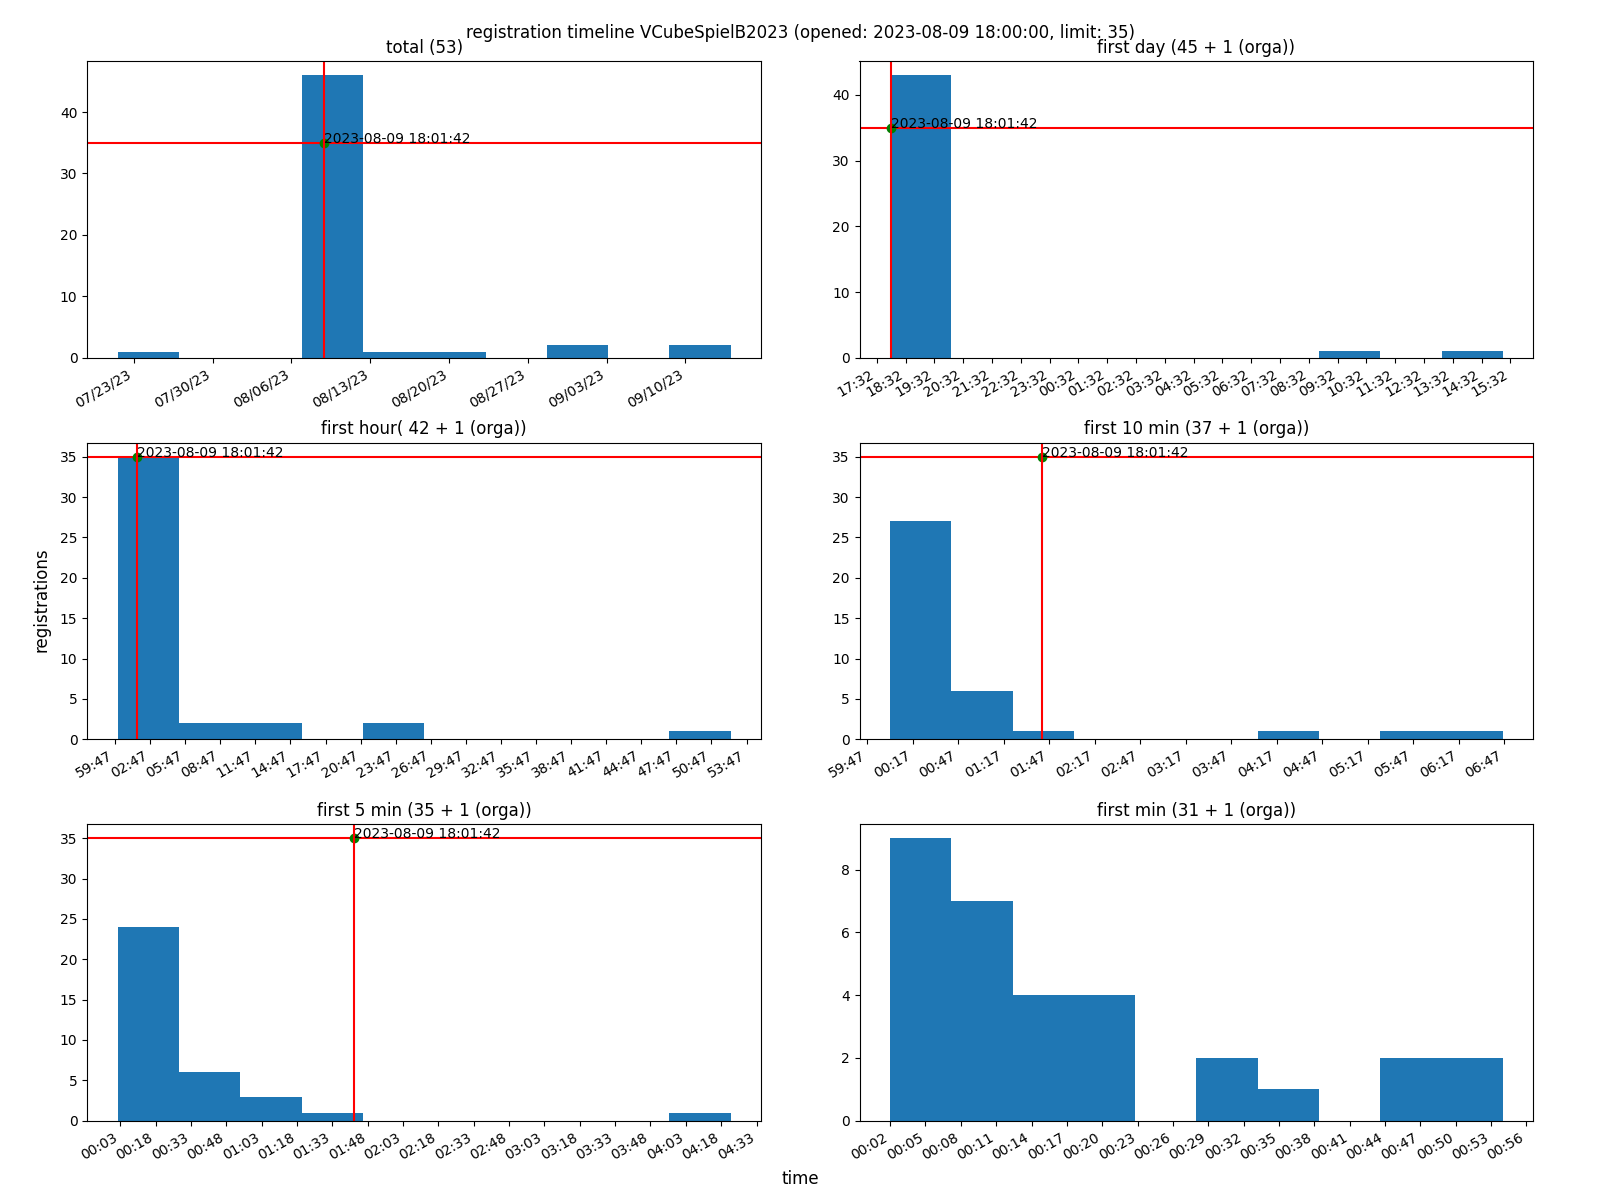 registration timeline VCubeSpielB2023 (opened: 2023-08-09 18:00:00, limit: 35)
total (53)
40
30
20
10
0
2023-08-09 18:01:42
07/23/23 07/30/23 08/06/23 08/13/23 08/20/23 08/27/23 09/03/23 09/10/23
first day (45 + 1 (orga))
40
30
20
10
0
2023-08-09 18:01:42
17:32 18:32 19:32 20:32 21:32 22:32 23:32 00:32 01:32 02:32 03:32 04:32 05:32 06:32 07:32 08:32 09:32 10:32 11:32 12:32 13:32 14:32 15:32
registrations
first hour( 42 + 1 (orga))
35
30
25
20
15
10
5
0
2023-08-09 18:01:42
59:47 02:47 05:47 08:47 11:47 14:47 17:47 20:47 23:47 26:47 29:47 32:47 35:47 38:47 41:47 44:47 47:47 50:47 53:47
first 10 min (37 + 1 (orga))
35
30
25
20
15
10
5
0
2023-08-09 18:01:42
59:47 00:17 00:47 01:17 01:47 02:17 02:47 03:17 03:47 04:17 04:47 05:17 05:47 06:17 06:47
first 5 min (35 + 1 (orga))
35
30
25
20
15
10
5
0
2023-08-09 18:01:42
00:03 00:18 00:33 00:48 01:03 01:18 01:33 01:48 02:03 02:18 02:33 02:48 03:03 03:18 03:33 03:48 04:03 04:18 04:33
first min (31 + 1 (orga))
8
6
4
2
0
00:02 00:05 00:08 00:11 00:14 00:17 00:20 00:23 00:26 00:29 00:32 00:35 00:38 00:41 00:44 00:47 00:50 00:53 00:56
time